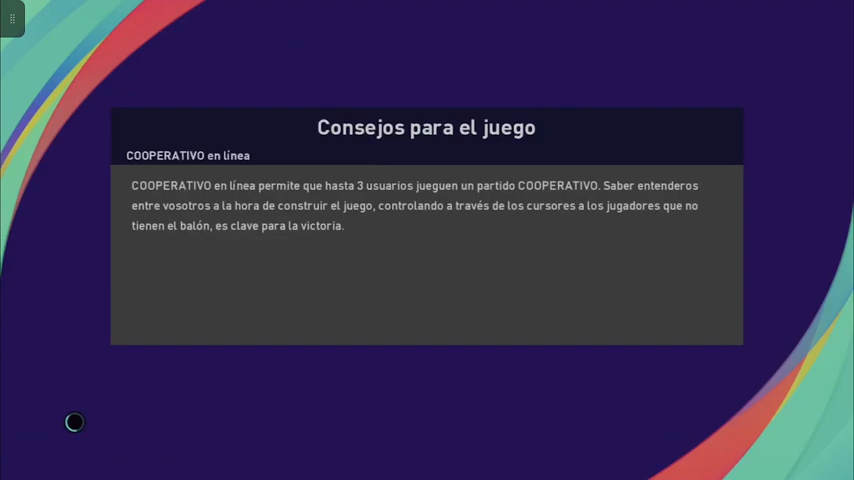 Consejos para el juego
COOPERATIVO en línea
COOPERATIVO en línea permite que hasta 3 usuarios jueguen un partido COOPERATIVO. Saber entenderos
entre vosotros a la hora de construir el juego, controlando a través de los cursores a los jugadores que no
tienen el balón, es clave para la victoria.